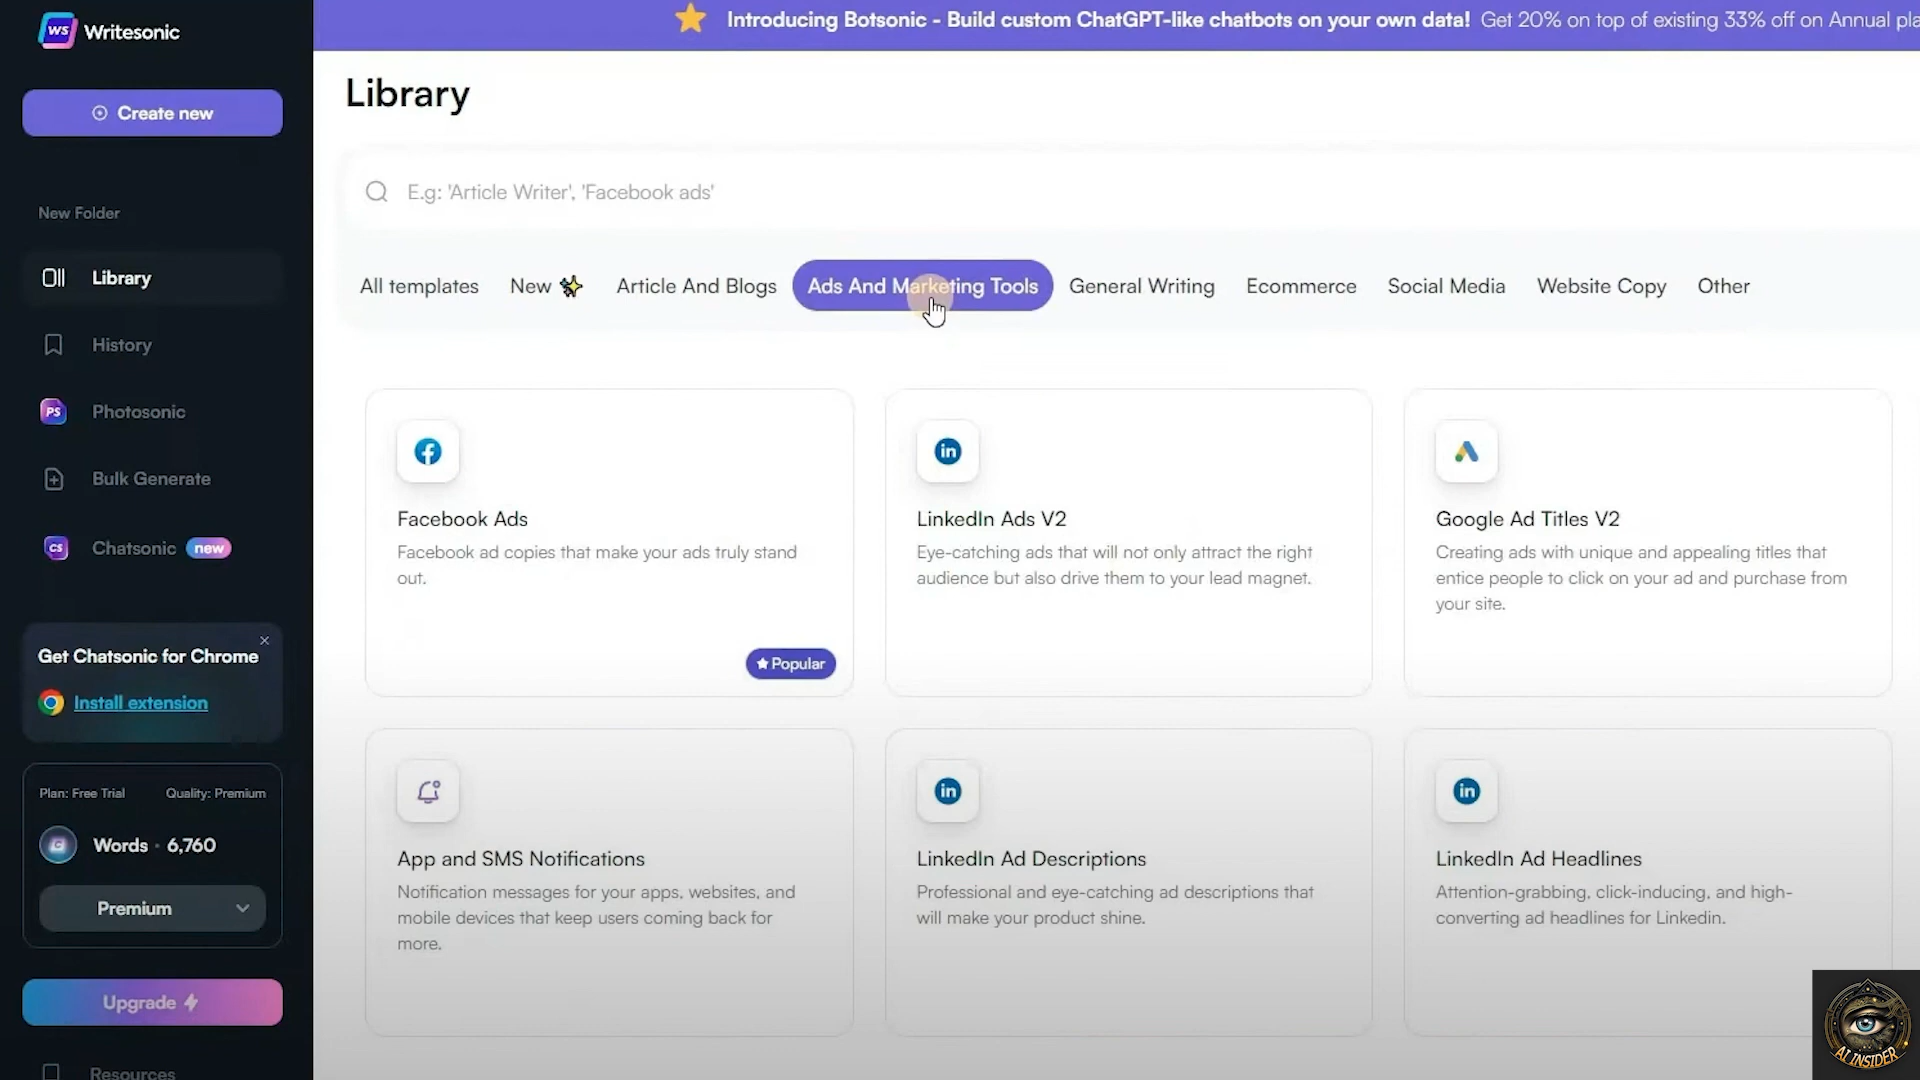 WS Writesonic
Introducing Botsonic - Build custom ChatGPT-like chatbots on your own data! Get 20% on top of existing 33% off on Annual pla
Create new
New Folder
Library
History
PS Photosonic
Bulk Generate
CS Chatsonic new
Get Chatsonic for Chrome
Install extension
Plan: Free Trial Quality: Premium
G Words · 6,760
Premium
Upgrade
Resources
Library
E.g: 'Article Writer', 'Facebook ads'
All templates New Article And Blogs Ads And Marketing Tools General Writing Ecommerce Social Media Website Copy Other
Facebook Ads
Facebook ad copies that make your ads truly stand
out.
Popular
in
LinkedIn Ads V2
Eye-catching ads that will not only attract the right
audience but also drive them to your lead magnet.
Google Ad Titles V2
Creating ads with unique and appealing titles that
entice people to click on your ad and purchase from
your site.
App and SMS Notifications
Notification messages for your apps, websites, and
mobile devices that keep users coming back for
more.
in
LinkedIn Ad Descriptions
Professional and eye-catching ad descriptions that
will make your product shine.
in
LinkedIn Ad Headlines
Attention-grabbing, click-inducing, and high-
converting ad headlines for Linkedin.
AI INSIDER